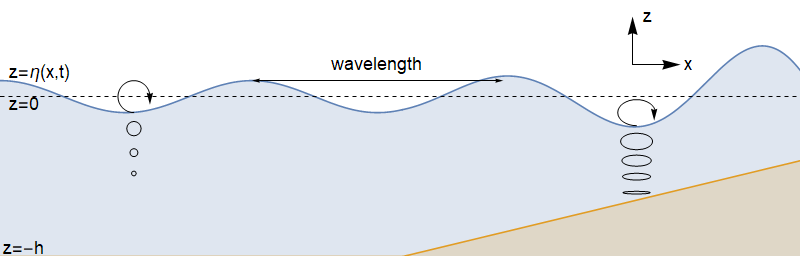 z
wavelength
x
z=η(x,t)
z=0
z=−h